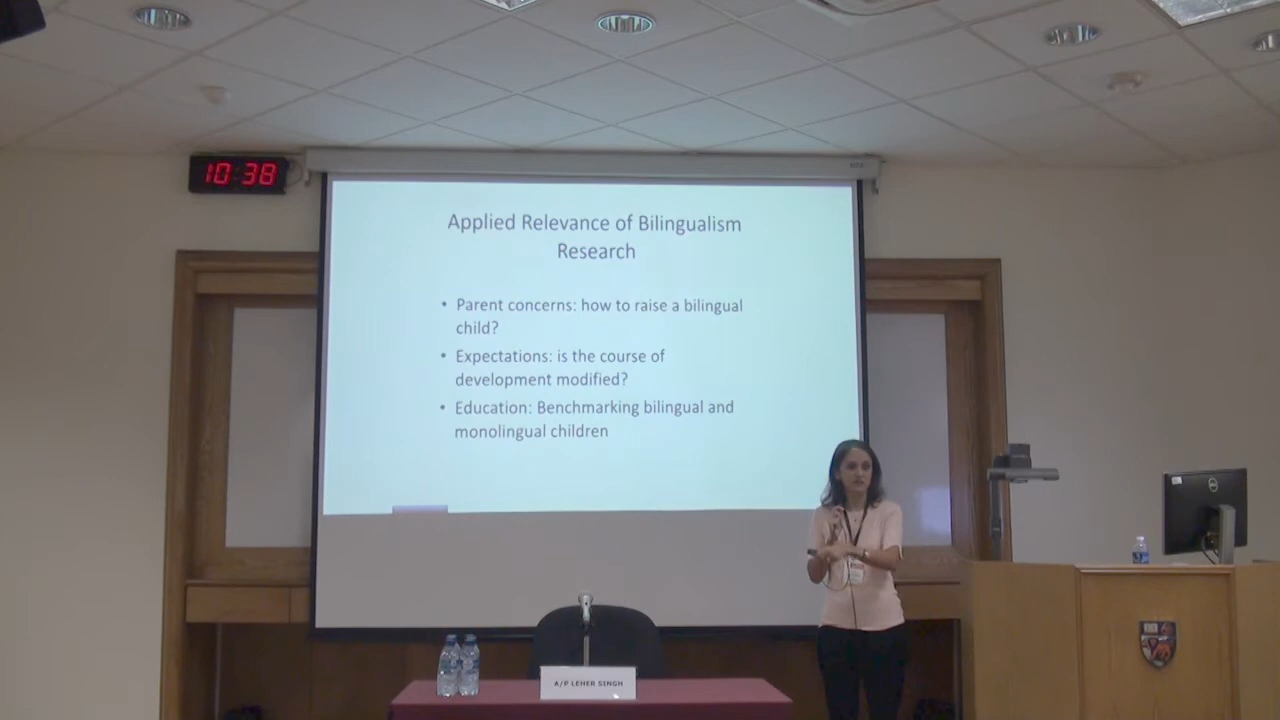 10:38
Applied Relevance of Bilingualism
Research
• Parent concerns: how to raise a bilingual
child?
• Expectations: is the course of
development modified?
• Education: Benchmarking bilingual and
monolingual children
DELL
A/P LEHER SINGH